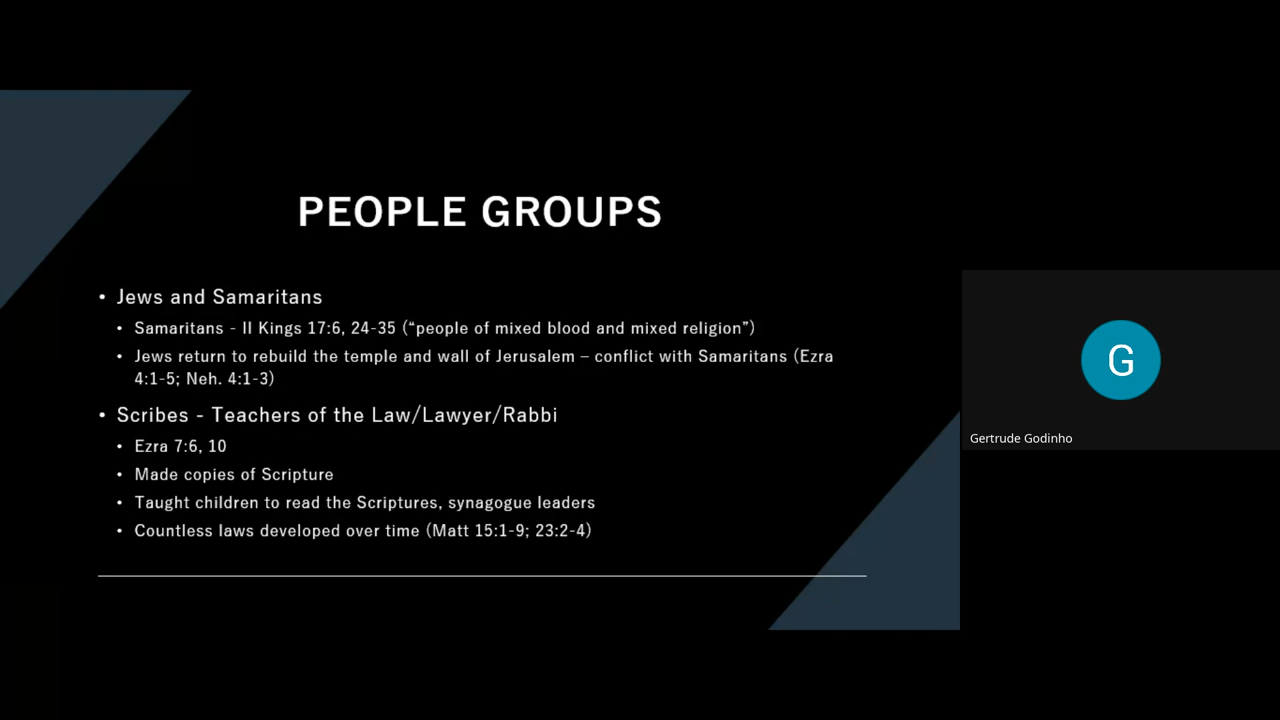 PEOPLE GROUPS
• Jews and Samaritans
• Samaritans - II Kings 17:6, 24-35 (“people of mixed blood and mixed religion”)
• Jews return to rebuild the temple and wall of Jerusalem – conflict with Samaritans (Ezra
4:1-5; Neh. 4:1-3)
• Scribes - Teachers of the Law/Lawyer/Rabbi
• Ezra 7:6, 10
• Made copies of Scripture
• Taught children to read the Scriptures, synagogue leaders
• Countless laws developed over time (Matt 15:1-9; 23:2-4)
G
Gertrude Godinho